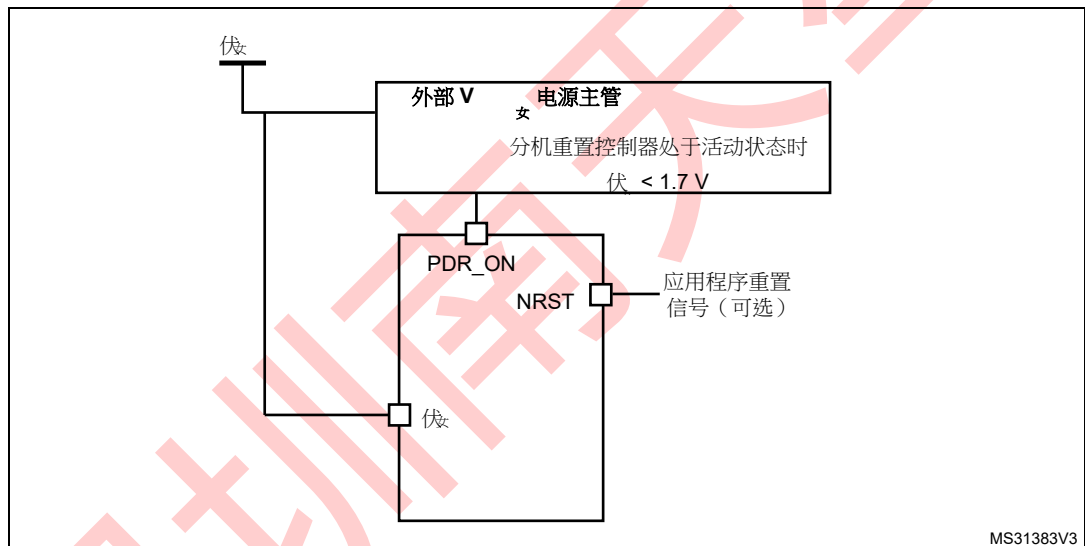 伏女
外部 V 女 电源主管
分机重置控制器处于活动状态时
伏 < 1.7 V
PDR_ON
NRST
应用程序重置
信号（可选）
伏女
MS31383V3